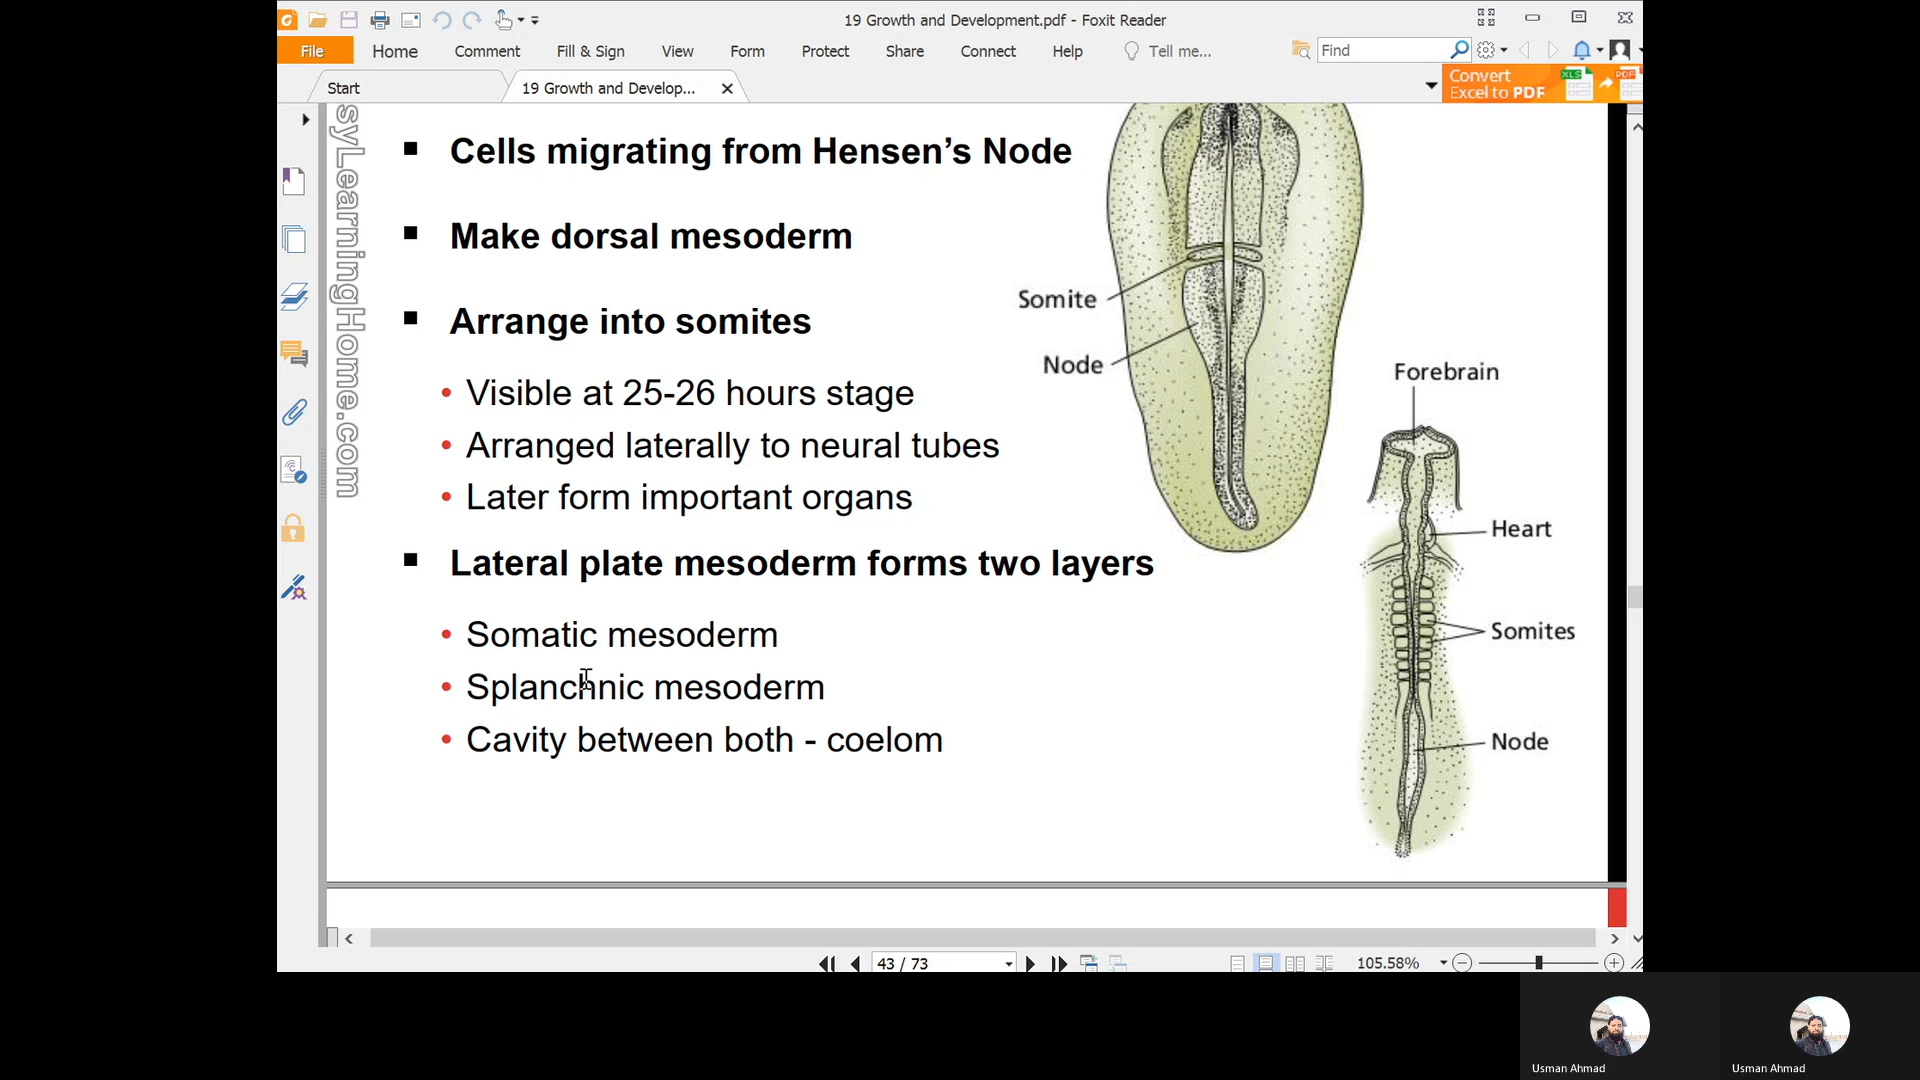 19 Growth and Development.pdf - Foxit Reader
File Home Comment Fill & Sign View Form Protect Share Connect Help Tell me... Find
Start 19 Growth and Develop...
Convert
Excel to PDF
XLS PDF
syLearningHome.com
Cells migrating from Hensen's Node
Make dorsal mesoderm
Arrange into somites
Visible at 25-26 hours stage
Arranged laterally to neural tubes
Later form important organs
Lateral plate mesoderm forms two layers
Somatic mesoderm
Splanchnic mesoderm
Cavity between both - coelom
Somite
Node
Forebrain
Heart
Somites
Node
43 / 73
105.58%
Usman Ahmad Usman Ahmad